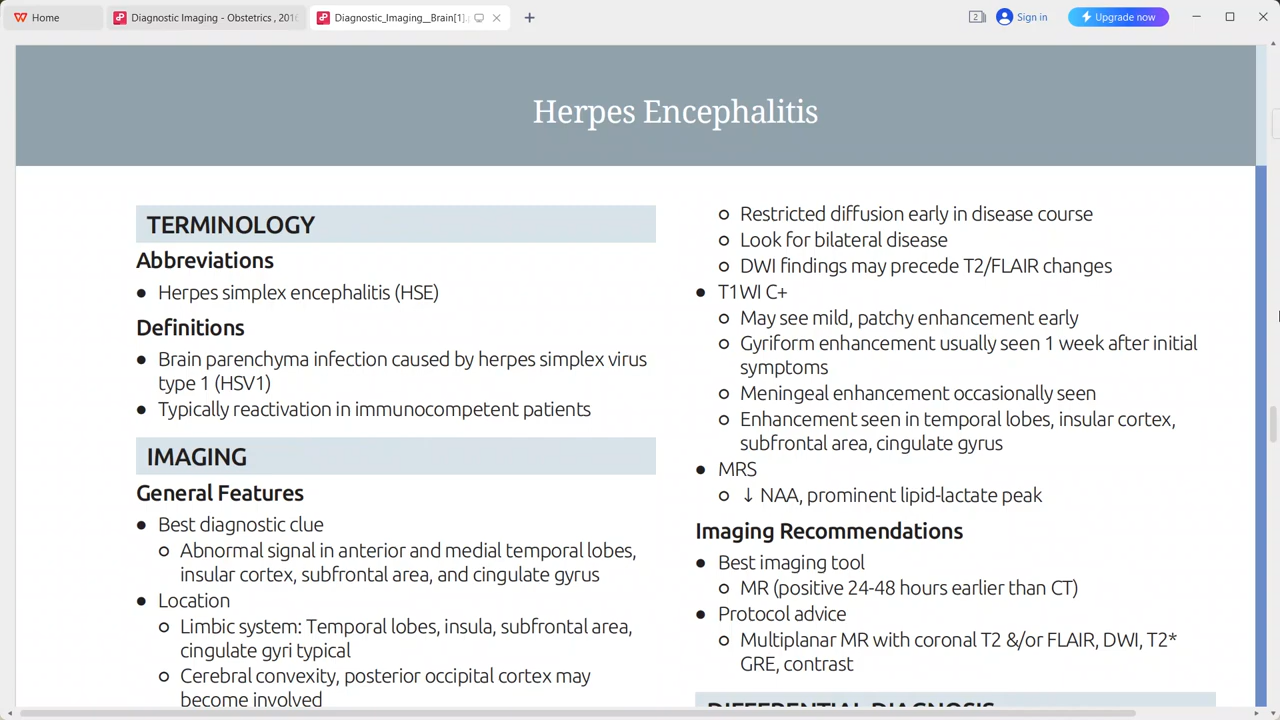 Home
Diagnostic Imaging - Obstetrics , 2016
Diagnostic_Imaging__Brain[1].
2
Sign in
Upgrade now
Herpes Encephalitis
TERMINOLOGY
Abbreviations
● Herpes simplex encephalitis (HSE)
Definitions
● Brain parenchyma infection caused by herpes simplex virus
type 1 (HSV1)
● Typically reactivation in immunocompetent patients
IMAGING
General Features
● Best diagnostic clue
○ Abnormal signal in anterior and medial temporal lobes,
insular cortex, subfrontal area, and cingulate gyrus
● Location
○ Limbic system: Temporal lobes, insula, subfrontal area,
cingulate gyri typical
○ Cerebral convexity, posterior occipital cortex may
become involved
○ Restricted diffusion early in disease course
○ Look for bilateral disease
○ DWI findings may precede T2/FLAIR changes
● T1WI C+
○ May see mild, patchy enhancement early
○ Gyriform enhancement usually seen 1 week after initial
symptoms
○ Meningeal enhancement occasionally seen
○ Enhancement seen in temporal lobes, insular cortex,
subfrontal area, cingulate gyrus
● MRS
○ ↓ NAA, prominent lipid-lactate peak
Imaging Recommendations
● Best imaging tool
○ MR (positive 24-48 hours earlier than CT)
● Protocol advice
○ Multiplanar MR with coronal T2 &/or FLAIR, DWI, T2*
GRE, contrast
DIFFERENTIAL DIAGNOSIS